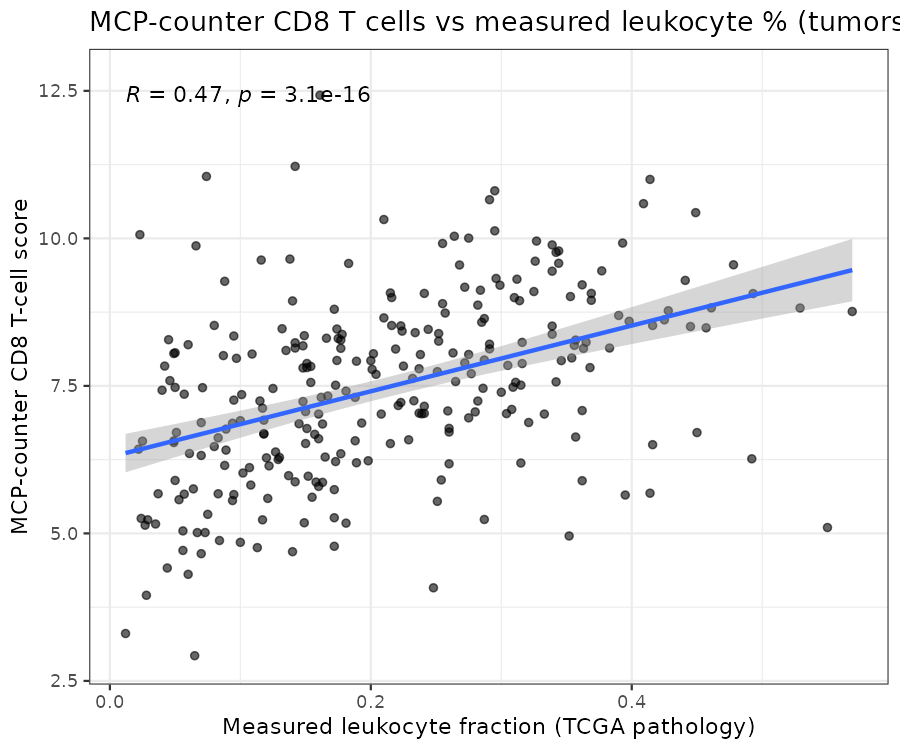 MCP-counter CD8 T cells vs measured leukocyte % (tumors
R = 0.47, p = 3.1e-16
12.5
10.0
7.5
5.0
2.5
MCP-counter CD8 T-cell score
0.0
0.2
0.4
Measured leukocyte fraction (TCGA pathology)